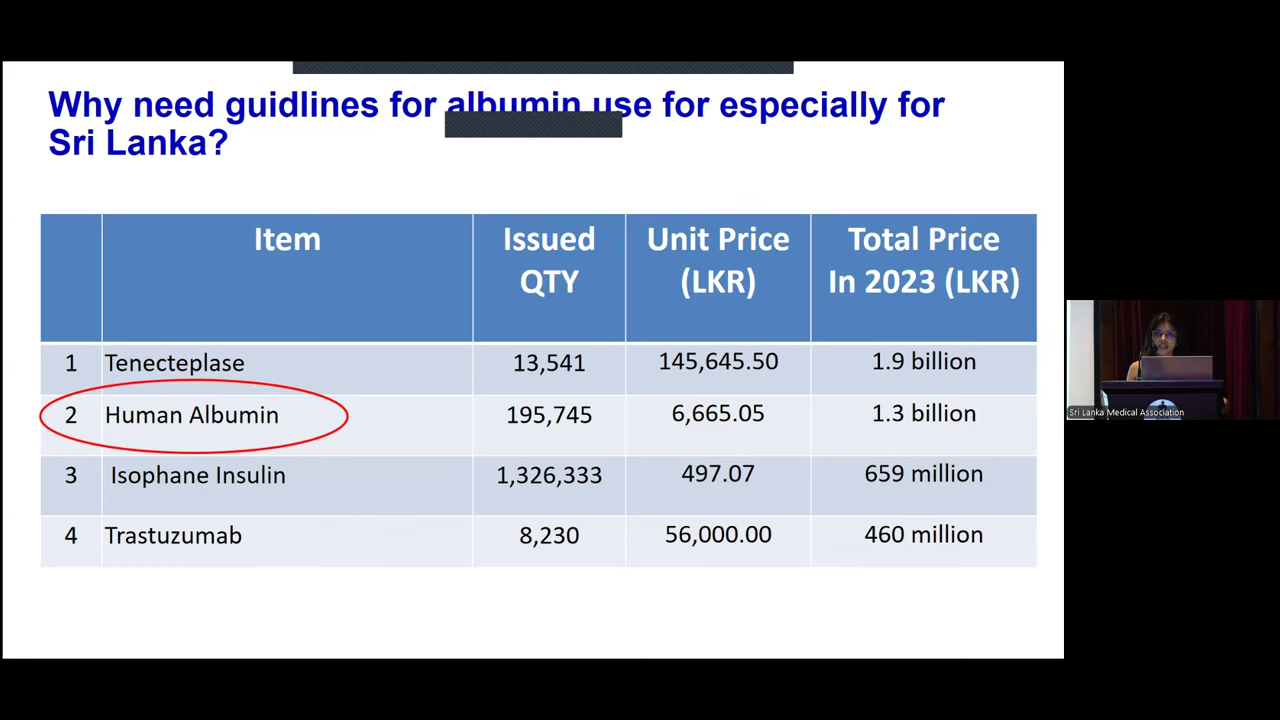 Why need guidlines for albumin use for especially for
Sri Lanka?
Item Issued QTY Unit Price (LKR) Total Price In 2023 (LKR)
1 Tenecteplase 13,541 145,645.50 1.9 billion
2 Human Albumin 195,745 6,665.05 1.3 billion
3 Isophane Insulin 1,326,333 497.07 659 million
4 Trastuzumab 8,230 56,000.00 460 million
Sri Lanka Medical Association